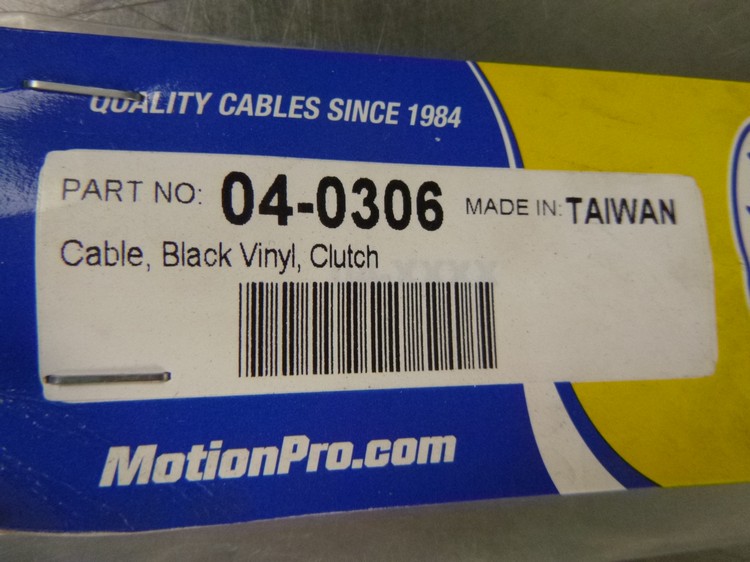 QUALITY CABLES SINCE 1984
PART NO: 04-0306 MADE IN: TAIWAN
Cable, Black Vinyl, Clutch
MotionPro.com